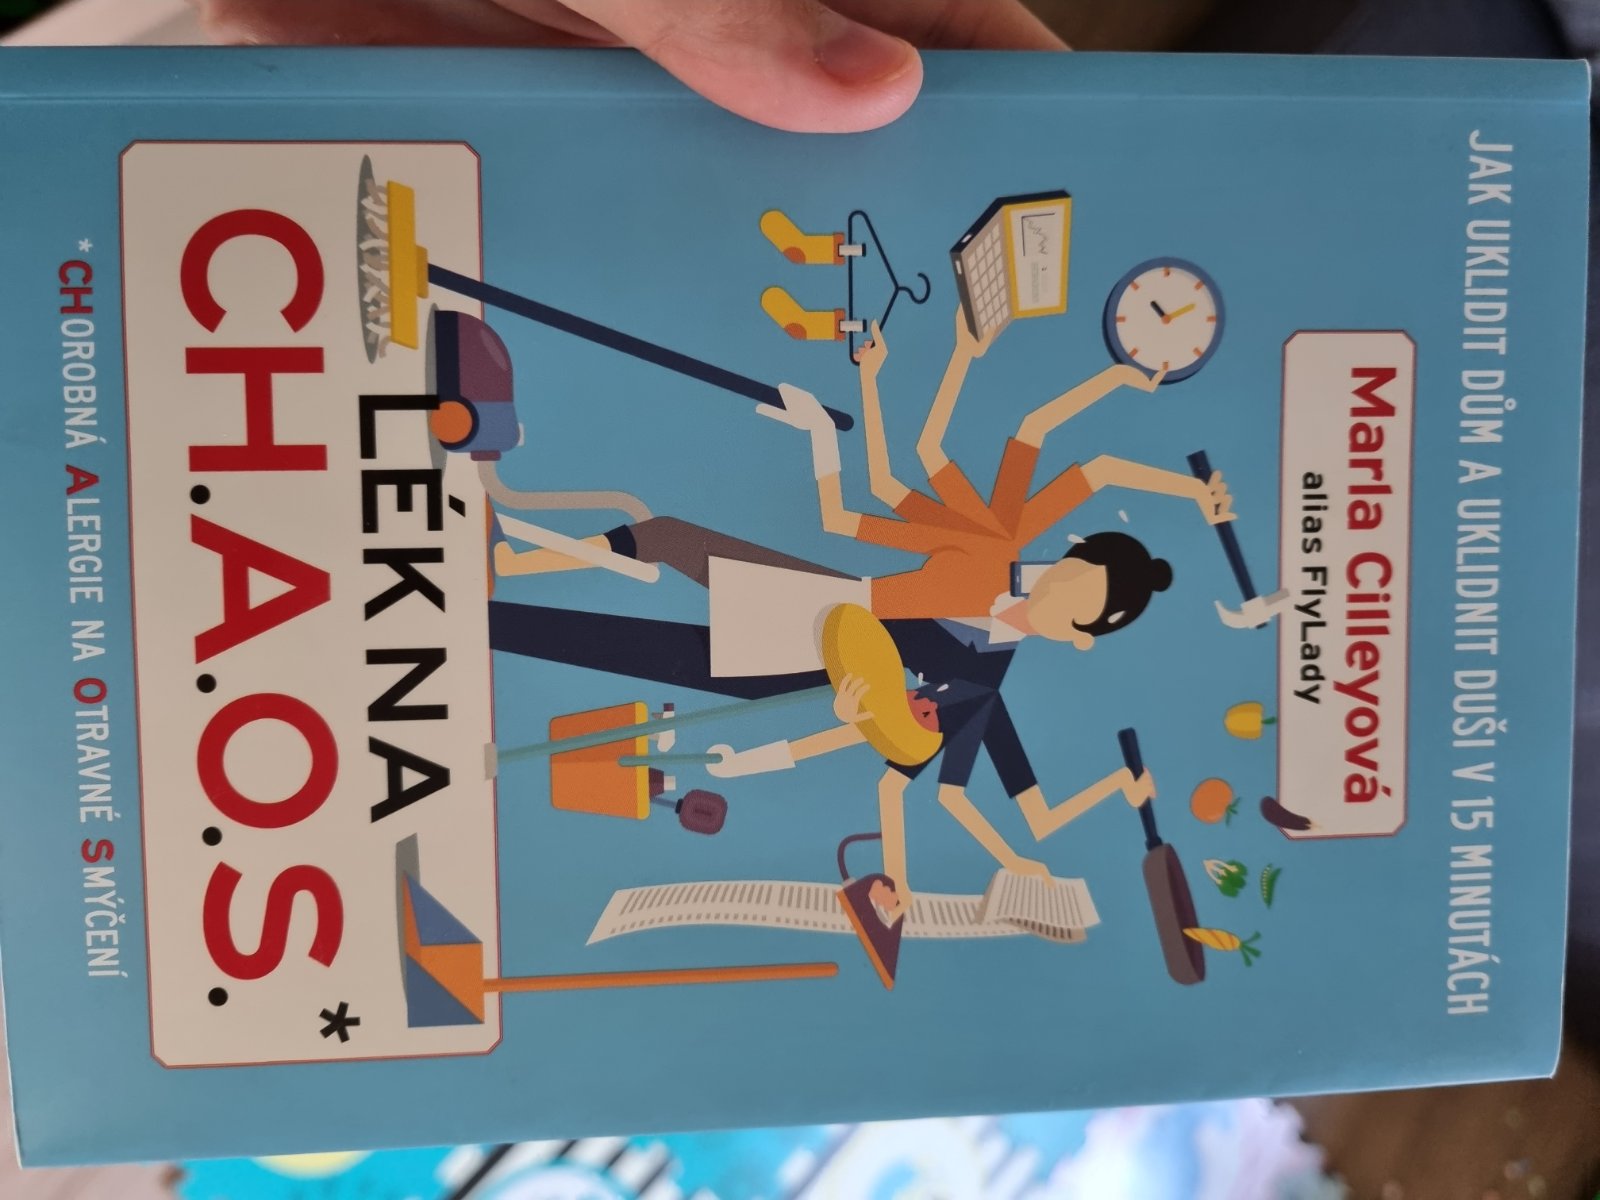 JAK UKLIDIT DŮM A UKLIDNIT DUŠI V 15 MINUTÁCH
Marla Cilleyová
alias FlyLady
LÉK NA
CH.A.O.S.*
*CHOROBNÁ ALERGIE NA OTRAVNÉ SMÝČENÍ